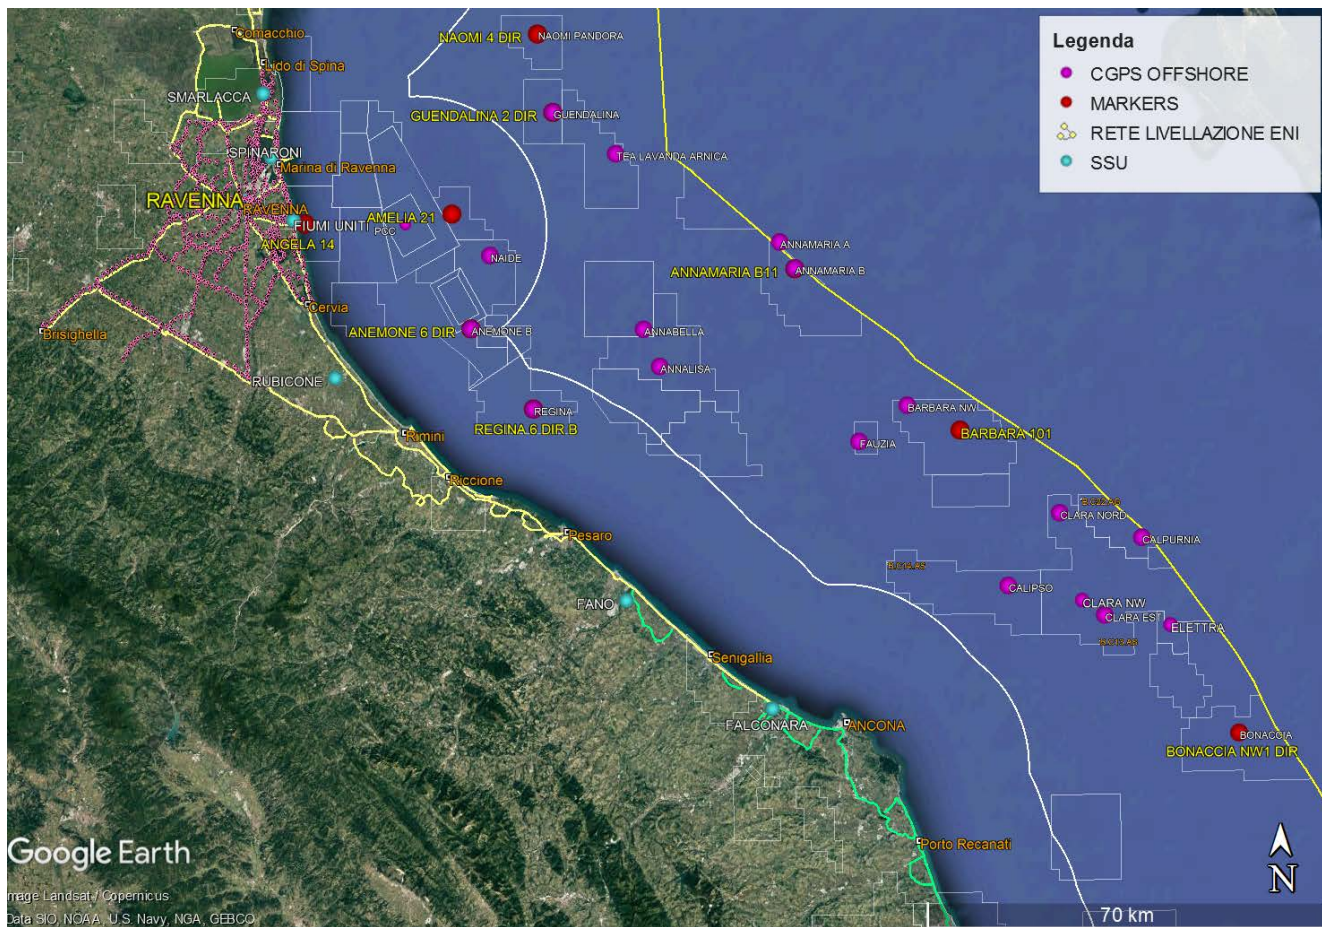 Comacchio
NAOMI 4 DIR
NAOMI PANDORA
Legenda
CGPS OFFSHORE
MARKERS
RETE LIVELLAZIONE ENI
SSU
Lido di Spina
SMARLACCA
GUENDALINA 2 DIR
GUENDALINA
SPINARONI
Marina di Ravenna
TEA LAVANDA ARNICA
RAVENNA
RAVENNA
FIUMI UNITI
AMELIA 21
PCC
ANGELA 14
NAIDE
ANNAMARIA A
ANNAMARIA B11
ANNAMARIA B
Cervia
Brisighella
ANEMONE 6 DIR
ANEMONE B
ANNABELLA
ANNALISA
RUBICONE
REGINA
REGINA 6 DIR B
BARBARA NW
BARBARA 101
FAUZIA
Rimini
Riccione
CLARA NORD
CALPURNIA
Pesaro
CALIPSO
FANO
CLARA NW
CLARA EST
ELETTRA
Senigallia
FALCONARA
ANCONA
BONACCIA
BONACCIA NW1 DIR
Porto Recanati
Google Earth
N
mage Landsat / Copernicus
Data SIO, NOAA, U.S. Navy, NGA, GEBCO
70 km